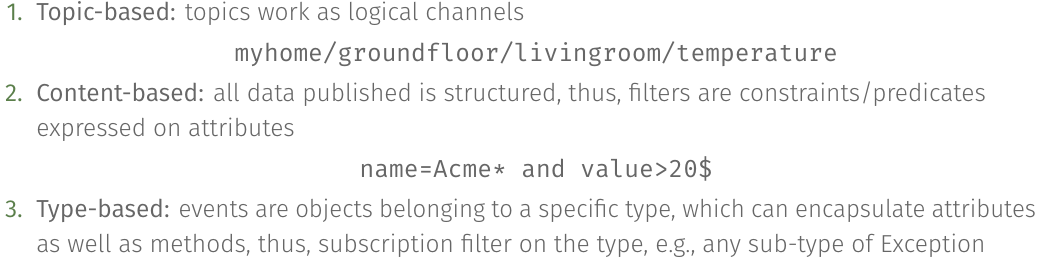 1. Topic-based: topics work as logical channels
myhome/groundfloor/livingroom/temperature
2. Content-based: all data published is structured, thus, filters are constraints/predicates
expressed on attributes
name=Acme* and value>20$
3. Type-based: events are objects belonging to a specific type, which can encapsulate attributes
as well as methods, thus, subscription filter on the type, e.g., any sub-type of Exception